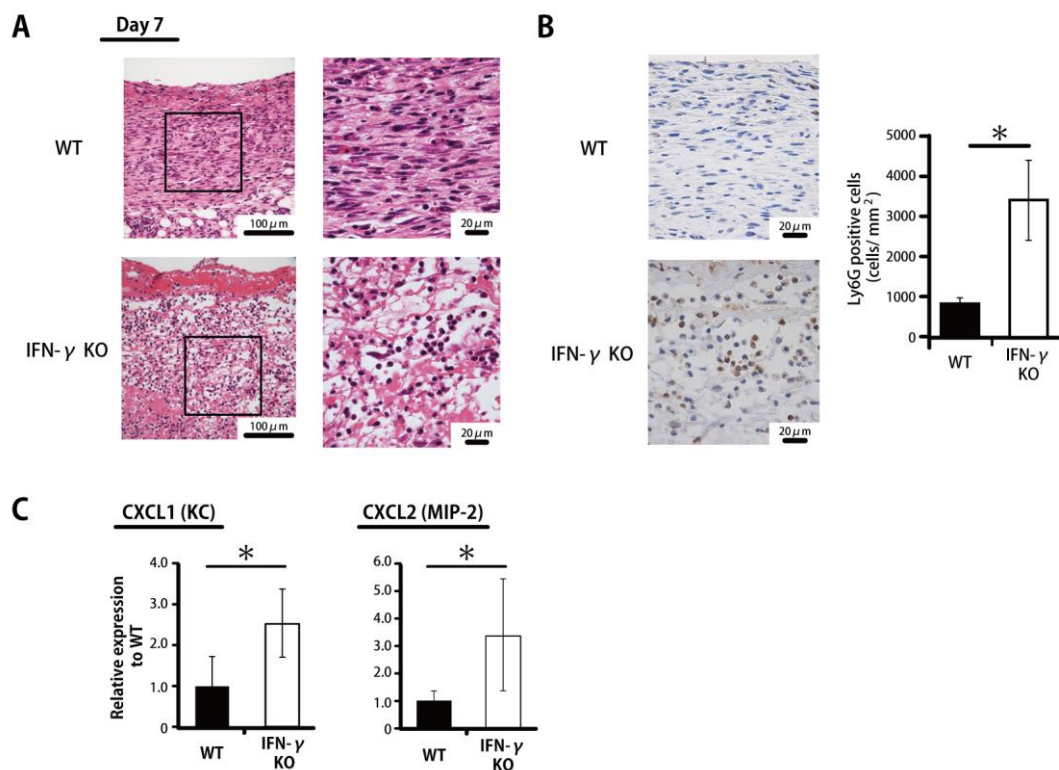 A
Day 7
WT
100 μm
20 μm
IFN-γ KO
100 μm
20 μm
B
WT
20 μm
IFN-γ KO
20 μm
Ly6G positive cells
(cells/ mm²)
5000
4000
3000
2000
1000
0
*
WT
IFN-γ
KO
C
CXCL1 (KC)
Relative expression
to WT
4.0
3.0
2.0
1.0
0
*
WT
IFN-γ
KO
CXCL2 (MIP-2)
6.0
5.0
4.0
3.0
2.0
1.0
0
*
WT
IFN-γ
KO